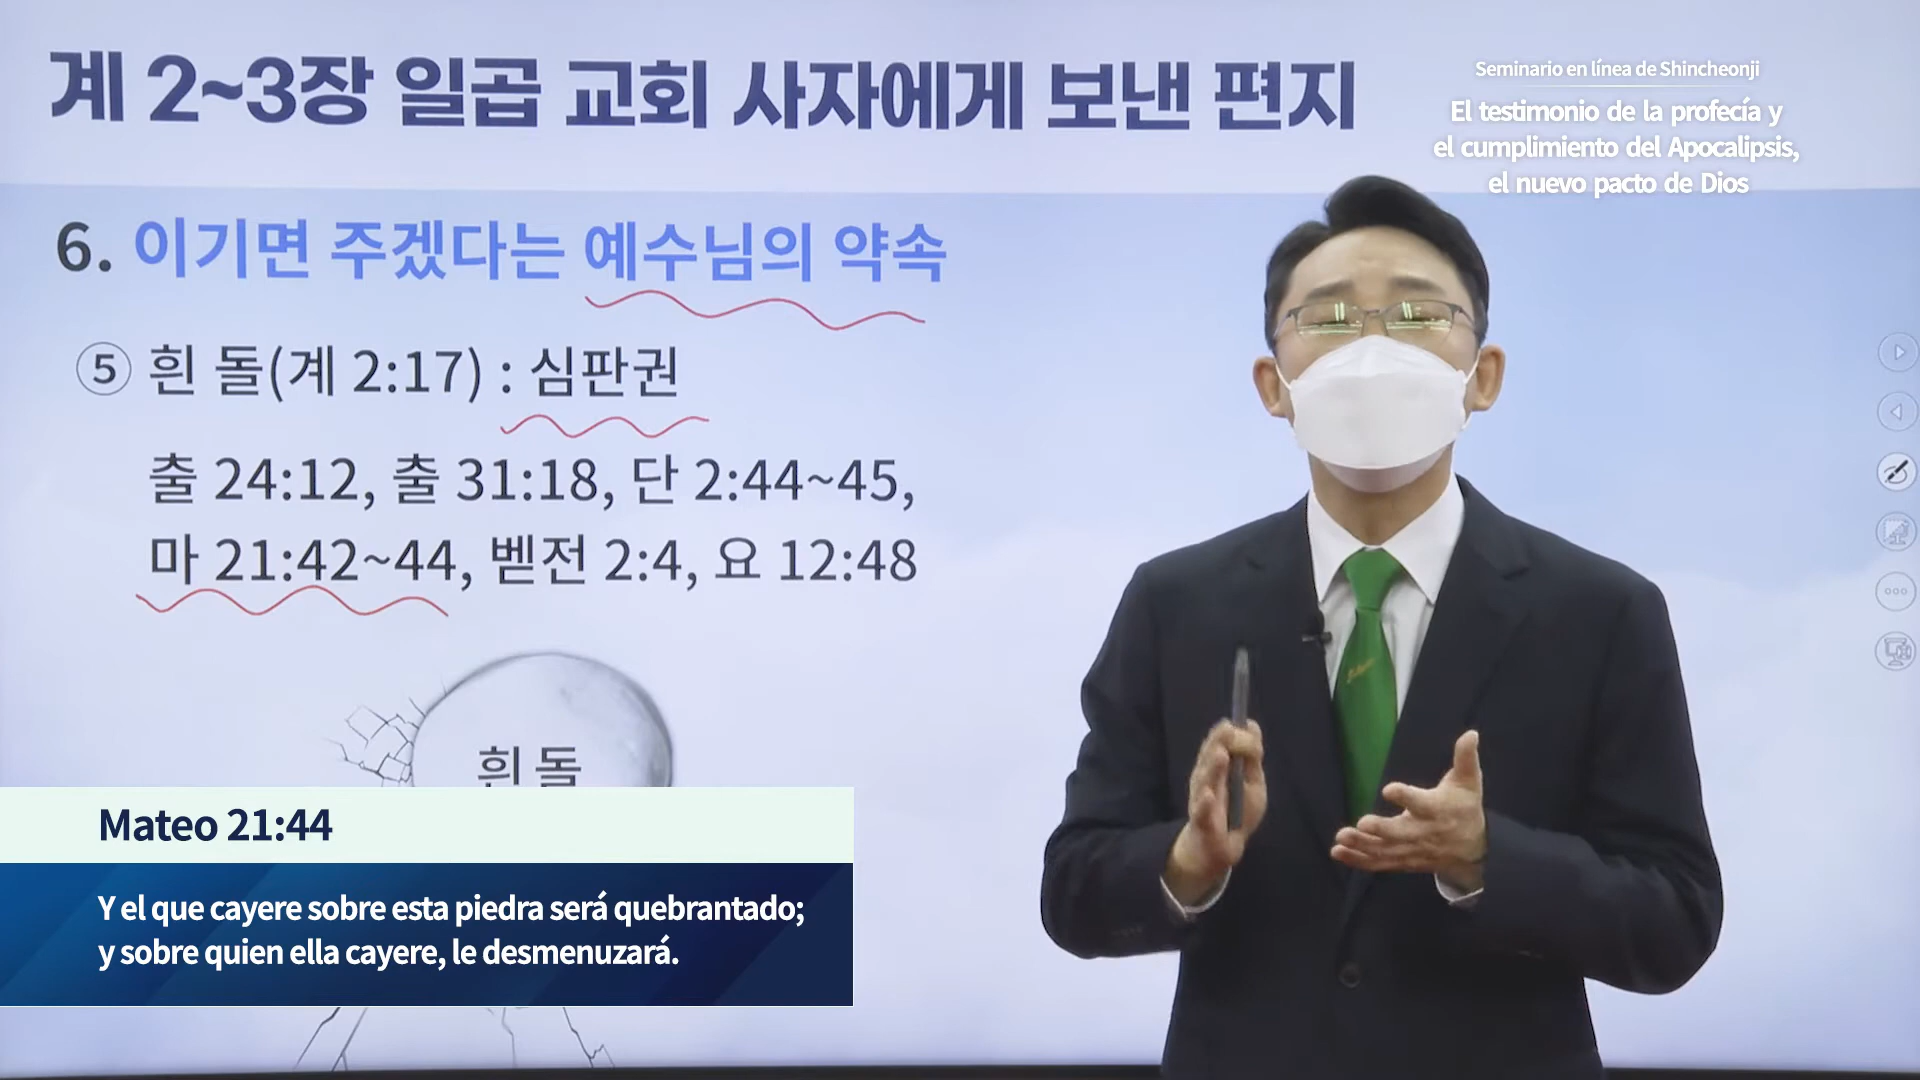 계 2~3장 일곱 교회 사자에게 보낸 편지
Seminario en línea de Shincheonji
El testimonio de la profecía y
el cumplimiento del Apocalipsis,
el nuevo pacto de Dios
6. 이기면 주겠다는 예수님의 약속
⑤ 흰 돌(계 2:17) : 심판권
출 24:12, 출 31:18, 단 2:44~45,
마 21:42~44, 벧전 2:4, 요 12:48
흰 돌
Mateo 21:44
Y el que cayere sobre esta piedra será quebrantado;
y sobre quien ella cayere, le desmenuzará.